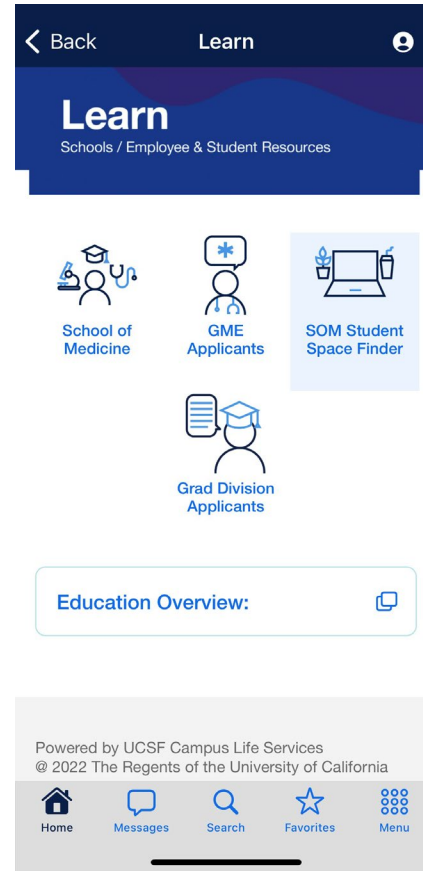 Back Learn
Learn
Schools / Employee & Student Resources
School of
Medicine
GME
Applicants
SOM Student
Space Finder
Grad Division
Applicants
Education Overview:
Powered by UCSF Campus Life Services
@ 2022 The Regents of the University of California
Home Messages Search Favorites Menu